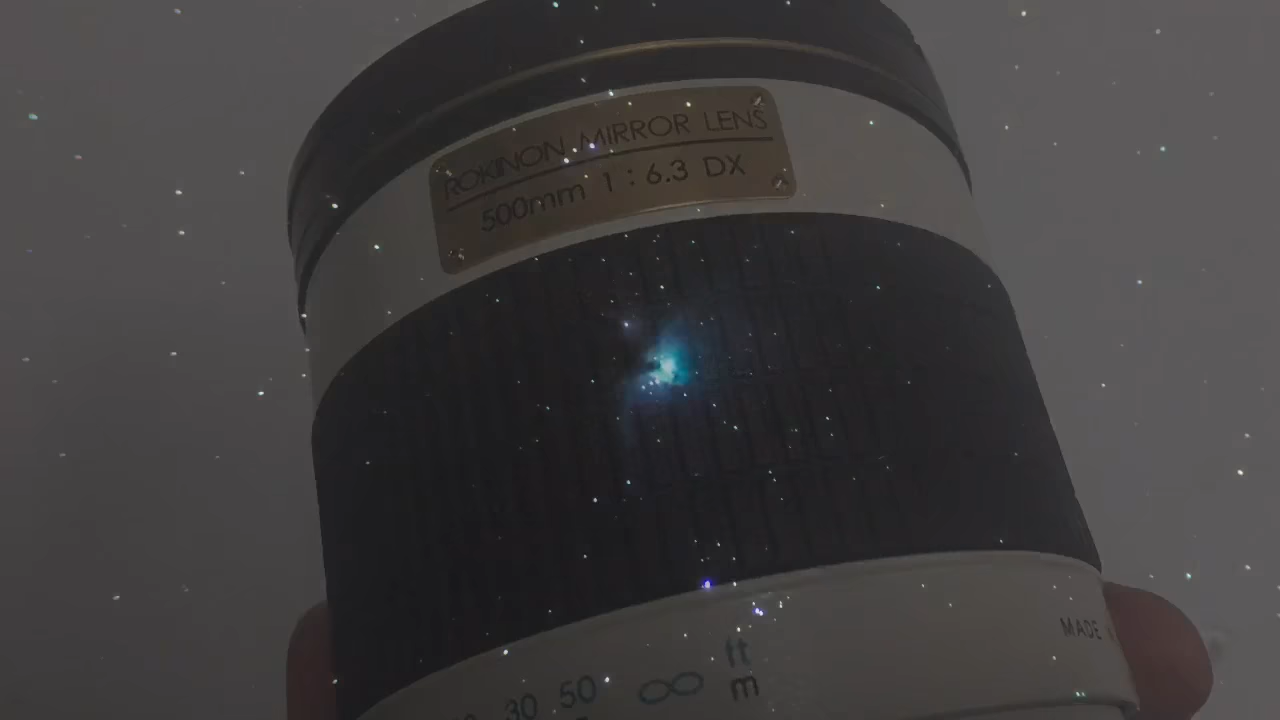 ROKINON MIRROR LENS
500mm 1 : 6.3 DX
MADE
30 50 ∞ ft
m